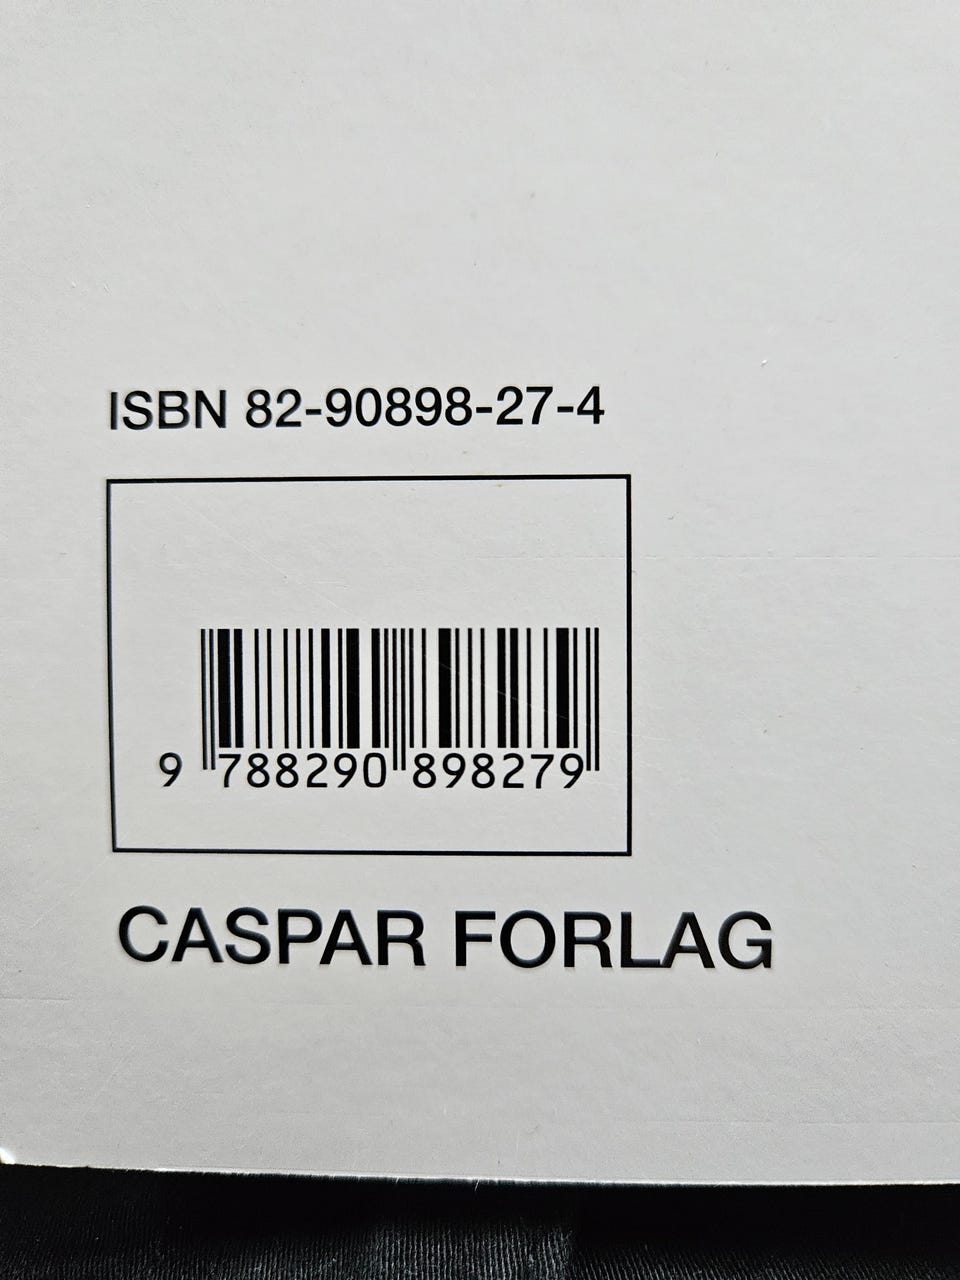 ISBN 82-90898-27-4
9 788290 898279
CASPAR FORLAG